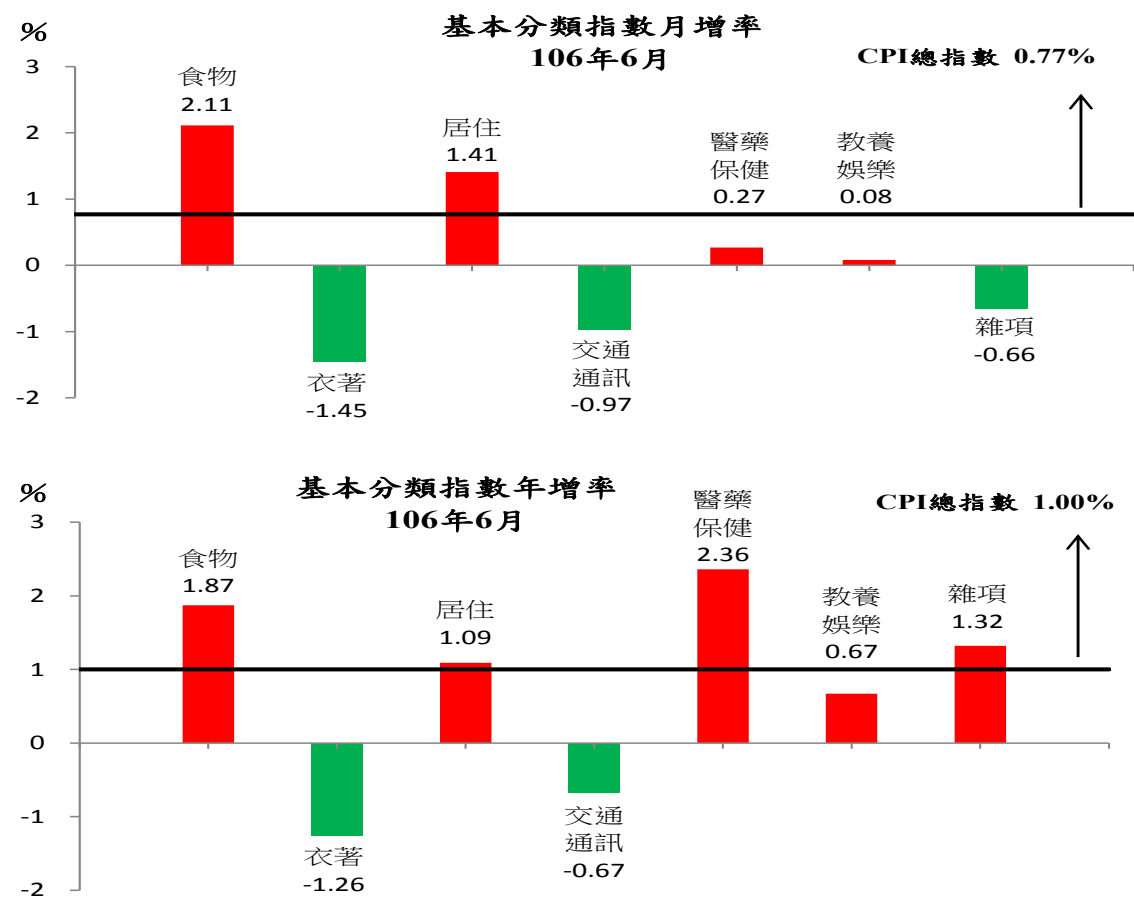 基本分類指數月增率
106年6月
%
CPI總指數 0.77%
3
2
1
0
-1
-2
食物
2.11
衣著
-1.45
居住
1.41
交通
通訊
-0.97
醫藥
保健
0.27
教養
娛樂
0.08
雜項
-0.66
基本分類指數年增率
106年6月
%
CPI總指數 1.00%
3
2
1
0
-1
-2
食物
1.87
衣著
-1.26
居住
1.09
交通
通訊
-0.67
醫藥
保健
2.36
教養
娛樂
0.67
雜項
1.32